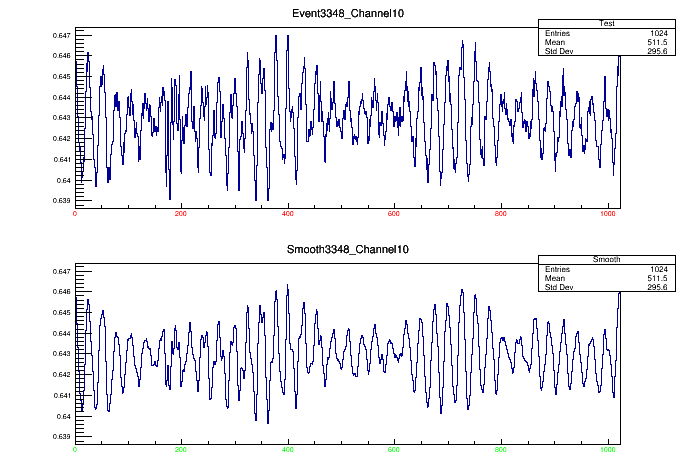 Event3348_Channel10
Test
Entries 1024
Mean 511.5
Std Dev 295.6
0.647
0.646
0.645
0.644
0.643
0.642
0.641
0.64
0.639
0 200 400 600 800 1000
Smooth3348_Channel10
Smooth
Entries 1024
Mean 511.5
Std Dev 295.6
0.647
0.646
0.645
0.644
0.643
0.642
0.641
0.64
0.639
0 200 400 600 800 1000